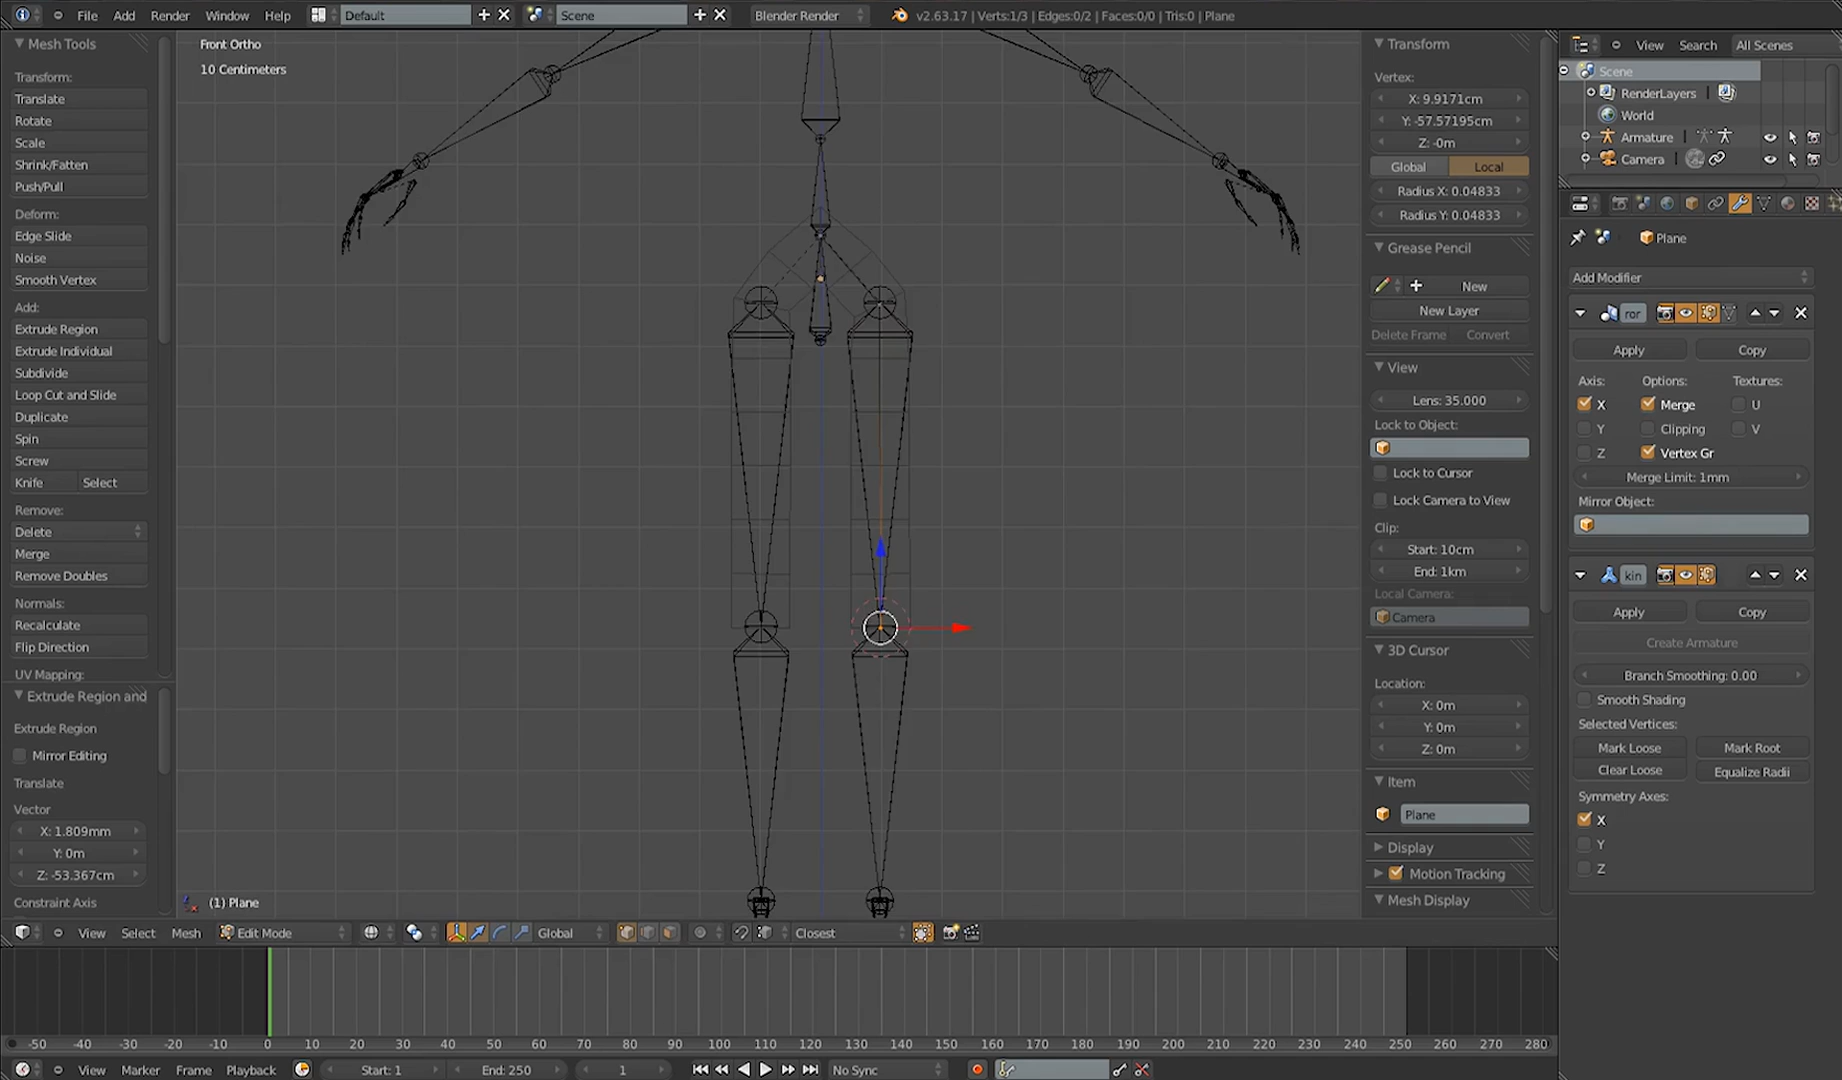 File Add Render Window Help Default Scene Blender Render v2.63.17 | Verts:1/3 | Edges:0/2 | Faces:0/0 | Tris:0 | Plane
Mesh Tools
Transform:
Translate
Rotate
Scale
Shrink/Fatten
Push/Pull
Deform:
Edge Slide
Noise
Smooth Vertex
Add:
Extrude Region
Extrude Individual
Subdivide
Loop Cut and Slide
Duplicate
Spin
Screw
Knife Select
Remove:
Delete
Merge
Remove Doubles
Normals:
Recalculate
Flip Direction
UV Mapping:
Extrude Region and
Extrude Region
Mirror Editing
Translate
Vector
X: 1.809mm
Y: 0m
Z: -53.367cm
Constraint Axis
Front Ortho
10 Centimeters
(1) Plane
Transform
Vertex:
X: 9.9171cm
Y: -57.57195cm
Z: -0m
Global Local
Radius X: 0.04833
Radius Y: 0.04833
Grease Pencil
New
New Layer
Delete Frame Convert
View
Lens: 35.000
Lock to Object:
Lock to Cursor
Lock Camera to View
Clip:
Start: 10cm
End: 1km
Local Camera:
Camera
3D Cursor
Location:
X: 0m
Y: 0m
Z: 0m
Item
Plane
Display
Motion Tracking
Mesh Display
View Search All Scenes
Scene
RenderLayers
World
Armature
Camera
Plane
Add Modifier
ror
Apply Copy
Axis: Options: Textures:
X Merge U
Y Clipping V
Z Vertex Gr
Merge Limit: 1mm
Mirror Object:
kin
Apply Copy
Create Armature
Branch Smoothing: 0.00
Smooth Shading
Selected Vertices:
Mark Loose Mark Root
Clear Loose Equalize Radii
Symmetry Axes:
X
Y
Z
View Select Mesh Edit Mode Global Closest
-50 -40 -30 -20 -10 0 10 20 30 40 50 60 70 80 90 100 110 120 130 140 150 160 170 180 190 200 210 220 230 240 250 260 270 280
View Marker Frame Playback Start: 1 End: 250 1 No Sync